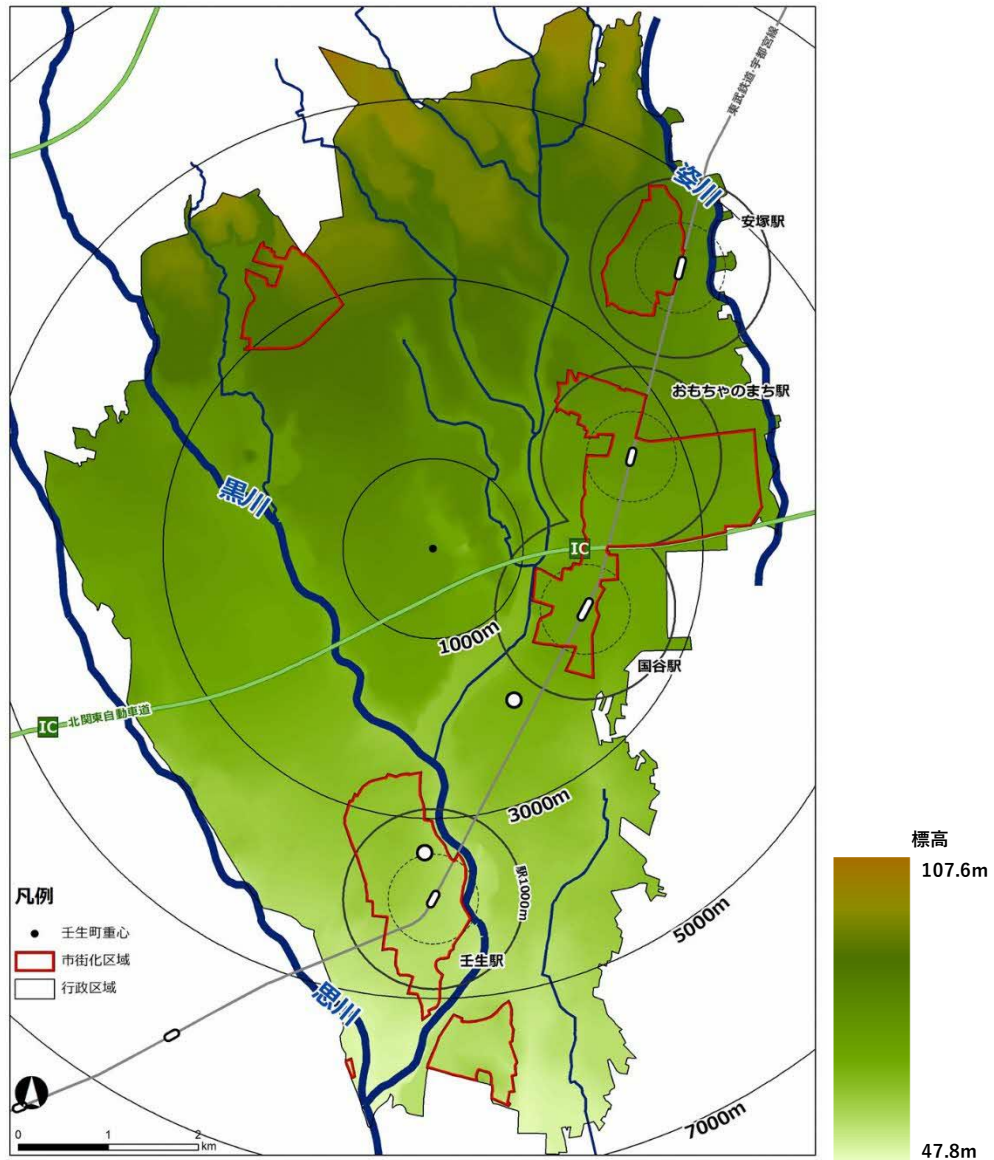 東武鉄道・宇都宮線
姿川
安塚駅
おもちゃのまち駅
黒川
IC
1000m
国谷駅
IC
北関東自動車道
3000m
駅1000m
5000m
壬生駅
思川
7000m
凡例
壬生町重心
市街化区域
行政区域
0 1 2
km
標高
107.6m
47.8m